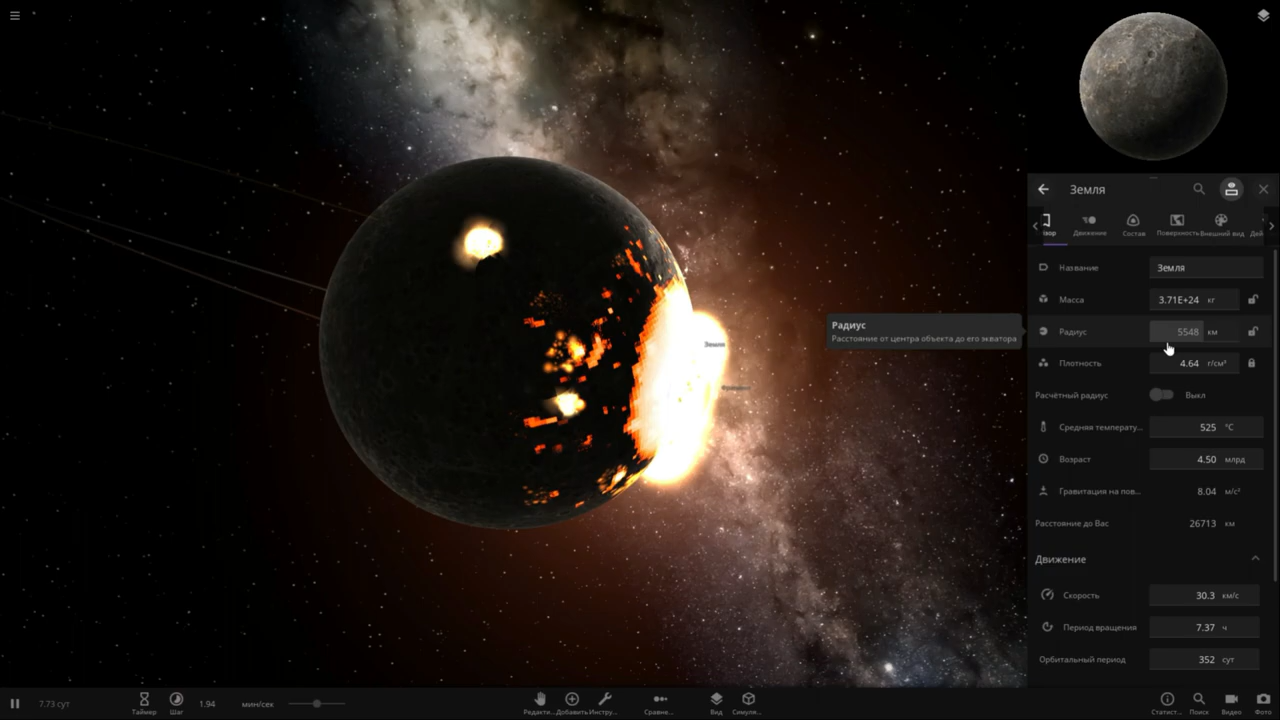 Земля
зор
Движение
Состав
Поверхность
Внешний вид
Дей
Название
Земля
Масса
3.71E+24 кг
Радиус
5548 км
Радиус
Расстояние от центра объекта до его экватора
Плотность
4.64 г/см³
Расчётный радиус
Выкл
Средняя температу...
525 °C
Возраст
4.50 млрд
Гравитация на пов...
8.04 м/с²
Расстояние до Вас
26713 км
Движение
Скорость
30.3 км/с
Период вращения
7.37 ч
Орбитальный период
352 сут
Земля
7.73 сут
Таймер
Шаг
1.94
мин/сек
Редакти...
Добавить
Инстру...
Сравне...
Вид
Симуля...
Статист...
Поиск
Видео
Фото